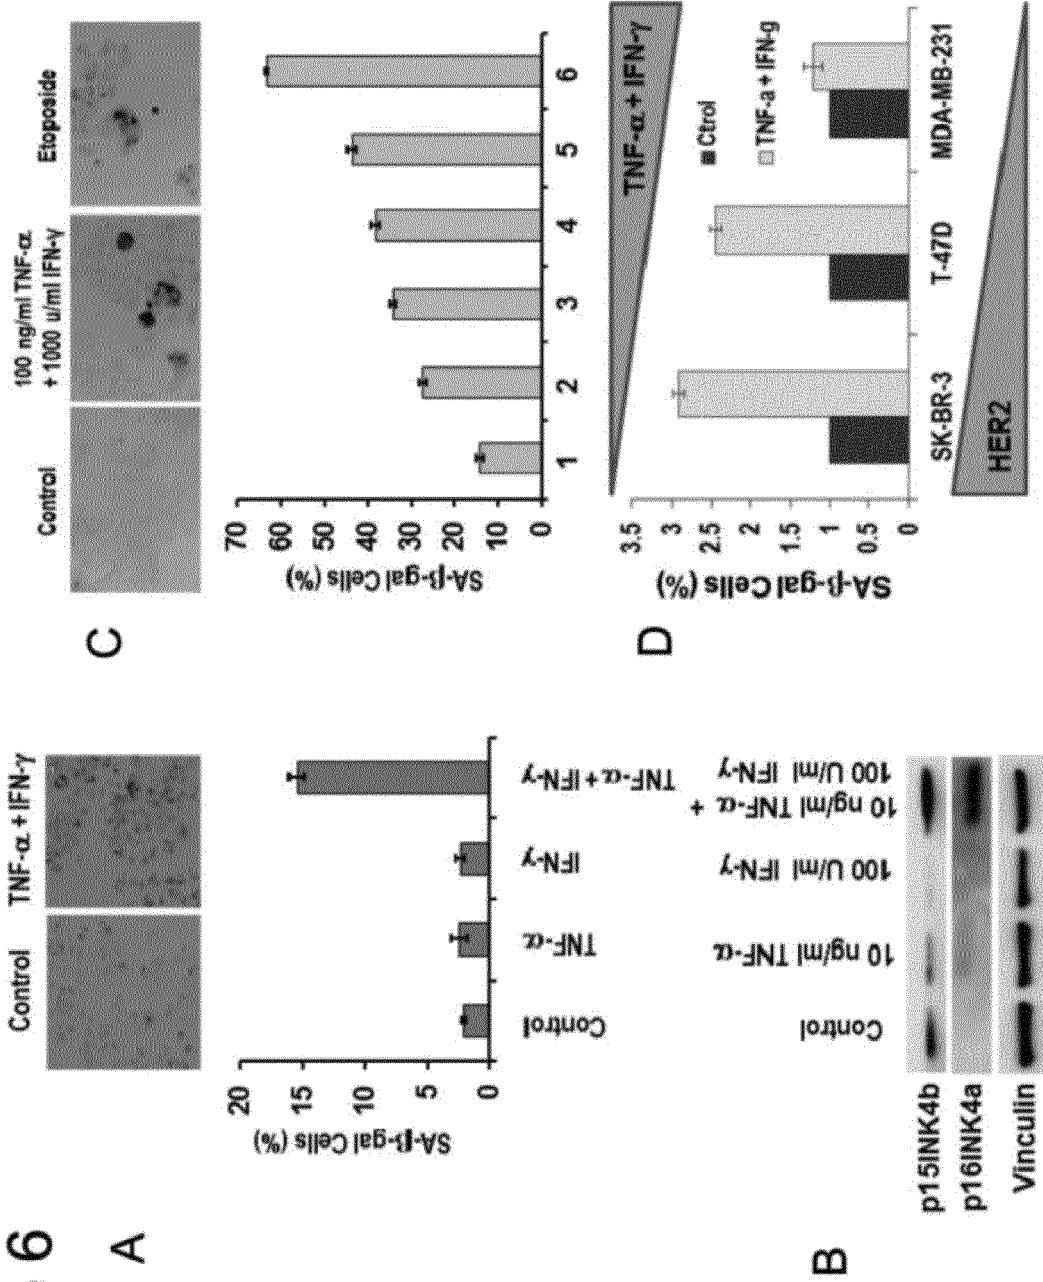 6
A
Control
TNF-α + IFN-γ
SA-β-gal Cells (%)
20
15
10
5
0
Control
TNF-α
IFN-γ
TNF-α + IFN-γ
B
Control
10 ng/ml TNF-α
100 U/ml IFN-γ
10 ng/ml TNF-α +
100 U/ml IFN-γ
p15INK4b
p16INK4a
Vinculin
C
Control
100 ng/ml TNF-α
+ 1000 u/ml IFN-γ
Etoposide
SA-β-gal Cells (%)
70
60
50
40
30
20
10
0
1
2
3
4
5
6
TNF-α + IFN-γ
D
SA-β-gal Cells (%)
3.5
3
2.5
2
1.5
1
0.5
0
Ctrol
TNF-a + IFN-g
SK-BR-3
T-47D
MDA-MB-231
HER2